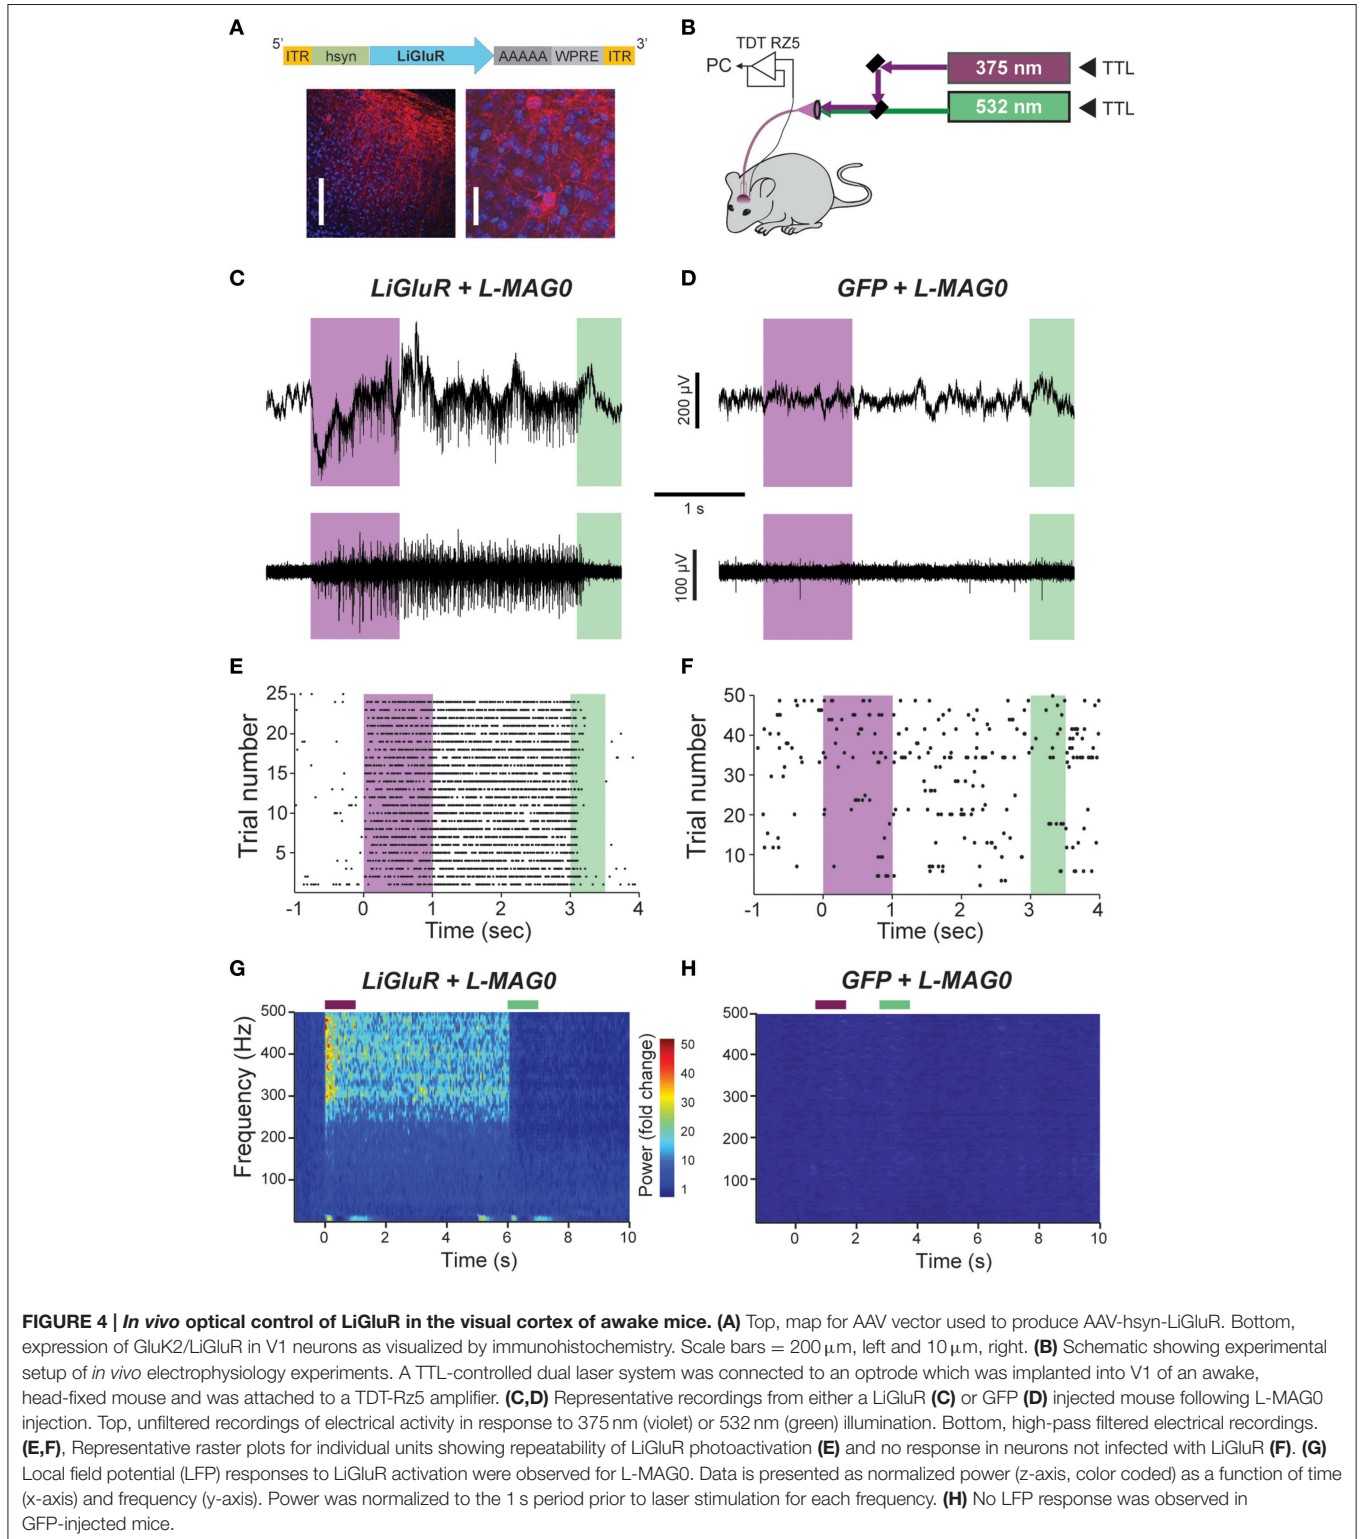 A
5' 3'
ITR hsyn LiGluR AAAAA WPRE ITR
B
TDT RZ5
PC
375 nm TTL
532 nm TTL
C
LiGluR + L-MAG0
D
GFP + L-MAG0
200 µV
1 s
100 µV
E
Trial number
25
20
15
10
5
-1 0 1 2 3 4
Time (sec)
F
Trial number
50
40
30
20
10
-1 0 1 2 3 4
Time (sec)
G
LiGluR + L-MAG0
Frequency (Hz)
500
400
300
200
100
0 2 4 6 8 10
Time (s)
Power (fold change)
50
40
30
20
10
1
H
GFP + L-MAG0
500
400
300
200
100
0 2 4 6 8 10
Time (s)
FIGURE 4 | In vivo optical control of LiGluR in the visual cortex of awake mice. (A) Top, map for AAV vector used to produce AAV-hsyn-LiGluR. Bottom,
expression of GluK2/LiGluR in V1 neurons as visualized by immunohistochemistry. Scale bars = 200 µm, left and 10 µm, right. (B) Schematic showing experimental
setup of in vivo electrophysiology experiments. A TTL-controlled dual laser system was connected to an optrode which was implanted into V1 of an awake,
head-fixed mouse and was attached to a TDT-Rz5 amplifier. (C,D) Representative recordings from either a LiGluR (C) or GFP (D) injected mouse following L-MAG0
injection. Top, unfiltered recordings of electrical activity in response to 375 nm (violet) or 532 nm (green) illumination. Bottom, high-pass filtered electrical recordings.
(E,F), Representative raster plots for individual units showing repeatability of LiGluR photoactivation (E) and no response in neurons not infected with LiGluR (F). (G)
Local field potential (LFP) responses to LiGluR activation were observed for L-MAG0. Data is presented as normalized power (z-axis, color coded) as a function of time
(x-axis) and frequency (y-axis). Power was normalized to the 1 s period prior to laser stimulation for each frequency. (H) No LFP response was observed in
GFP-injected mice.